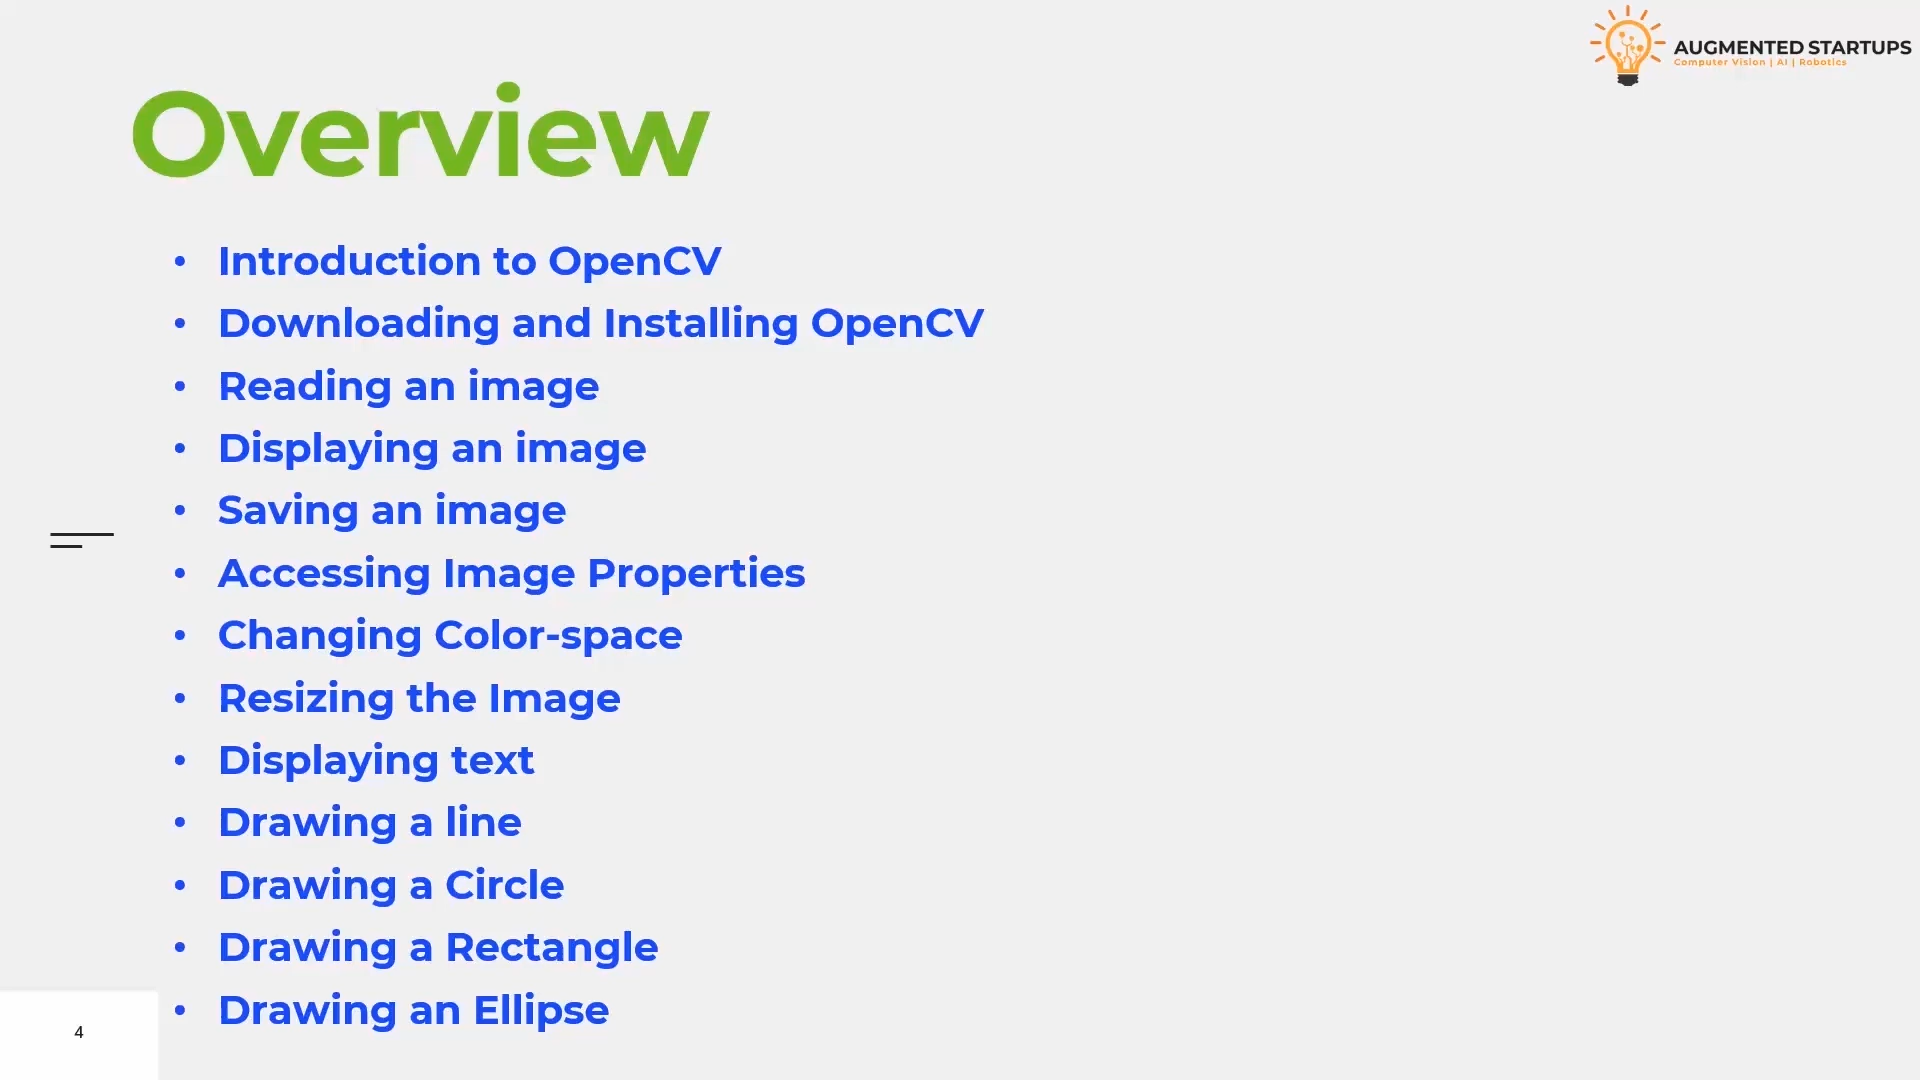 AUGMENTED STARTUPS
Computer Vision | AI | Robotics
Overview
• Introduction to OpenCV
• Downloading and Installing OpenCV
• Reading an image
• Displaying an image
• Saving an image
• Accessing Image Properties
• Changing Color-space
• Resizing the Image
• Displaying text
• Drawing a line
• Drawing a Circle
• Drawing a Rectangle
• Drawing an Ellipse
4